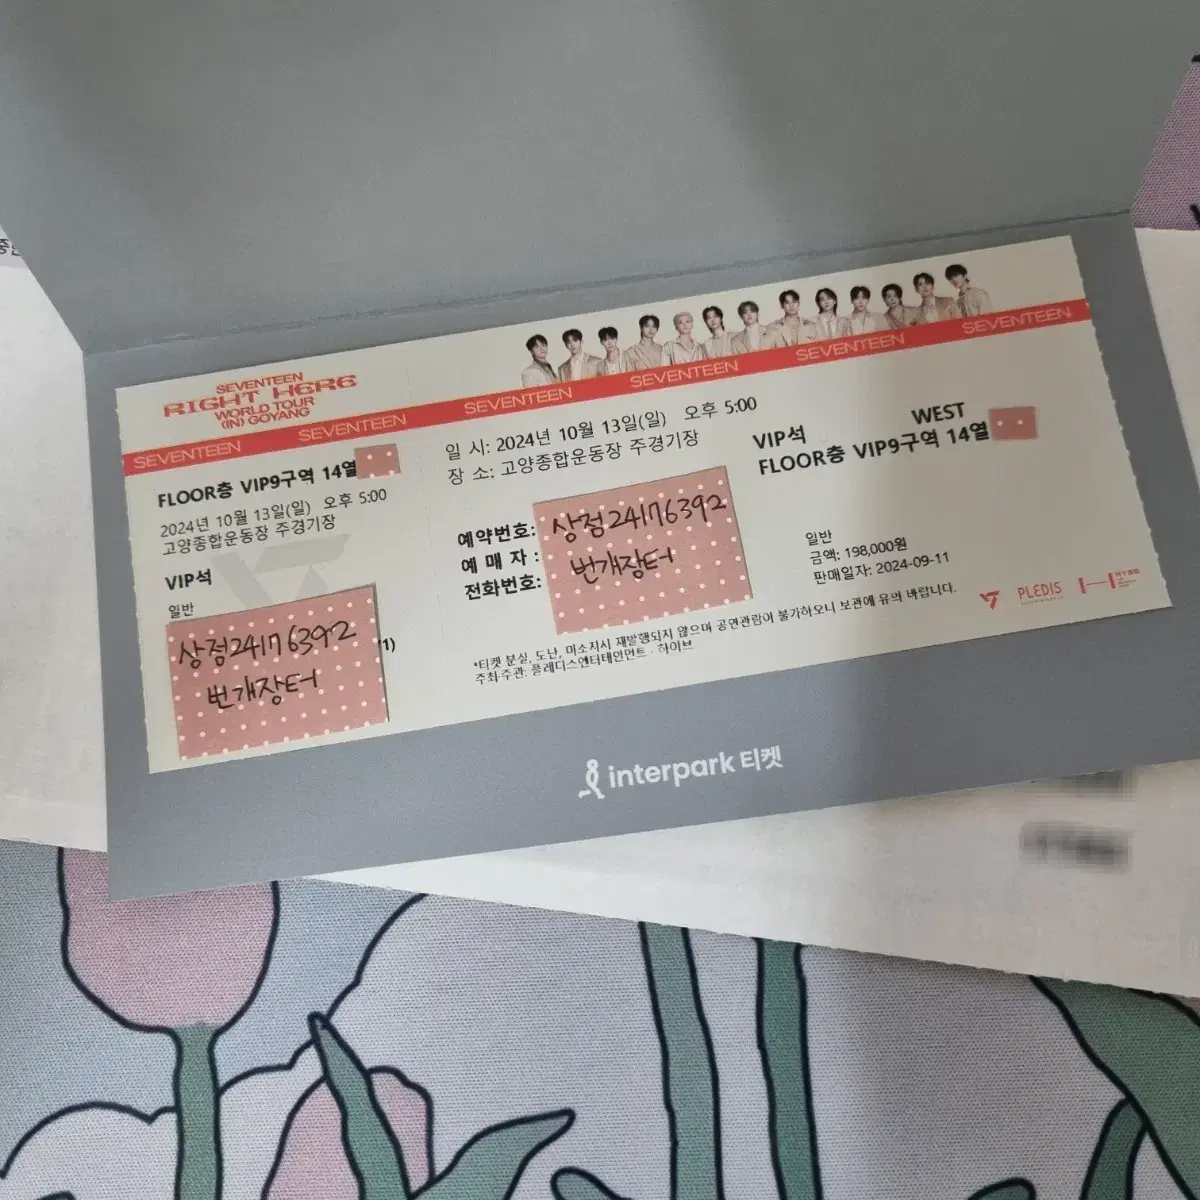 SEVENTEEN
RIGHT HERE
WORLD TOUR
(IN) GOYANG
SEVENTEEN SEVENTEEN SEVENTEEN SEVENTEEN SEVENTEEN SEVENTEEN
FLOOR층 VIP9구역 14열
2024년 10월 13일(일) 오후 5:00
고양종합운동장 주경기장
VIP석
일반
상점24176392
번개장터
1)
일 시: 2024년 10월 13일(일) 오후 5:00
장 소: 고양종합운동장 주경기장
예약번호:
예 매 자 :
전화번호:
상점24176392
번개장터
WEST
VIP석
FLOOR층 VIP9구역 14열
일반
금액: 198,000원
판매일자: 2024-09-11
*티켓 분실, 도난, 미소지시 재발행되지 않으며 공연관람이 불가하오니 보관에 유의 바랍니다.
주최·주관: 플레디스엔터테인먼트 · 하이브
PLEDIS
interpark 티켓